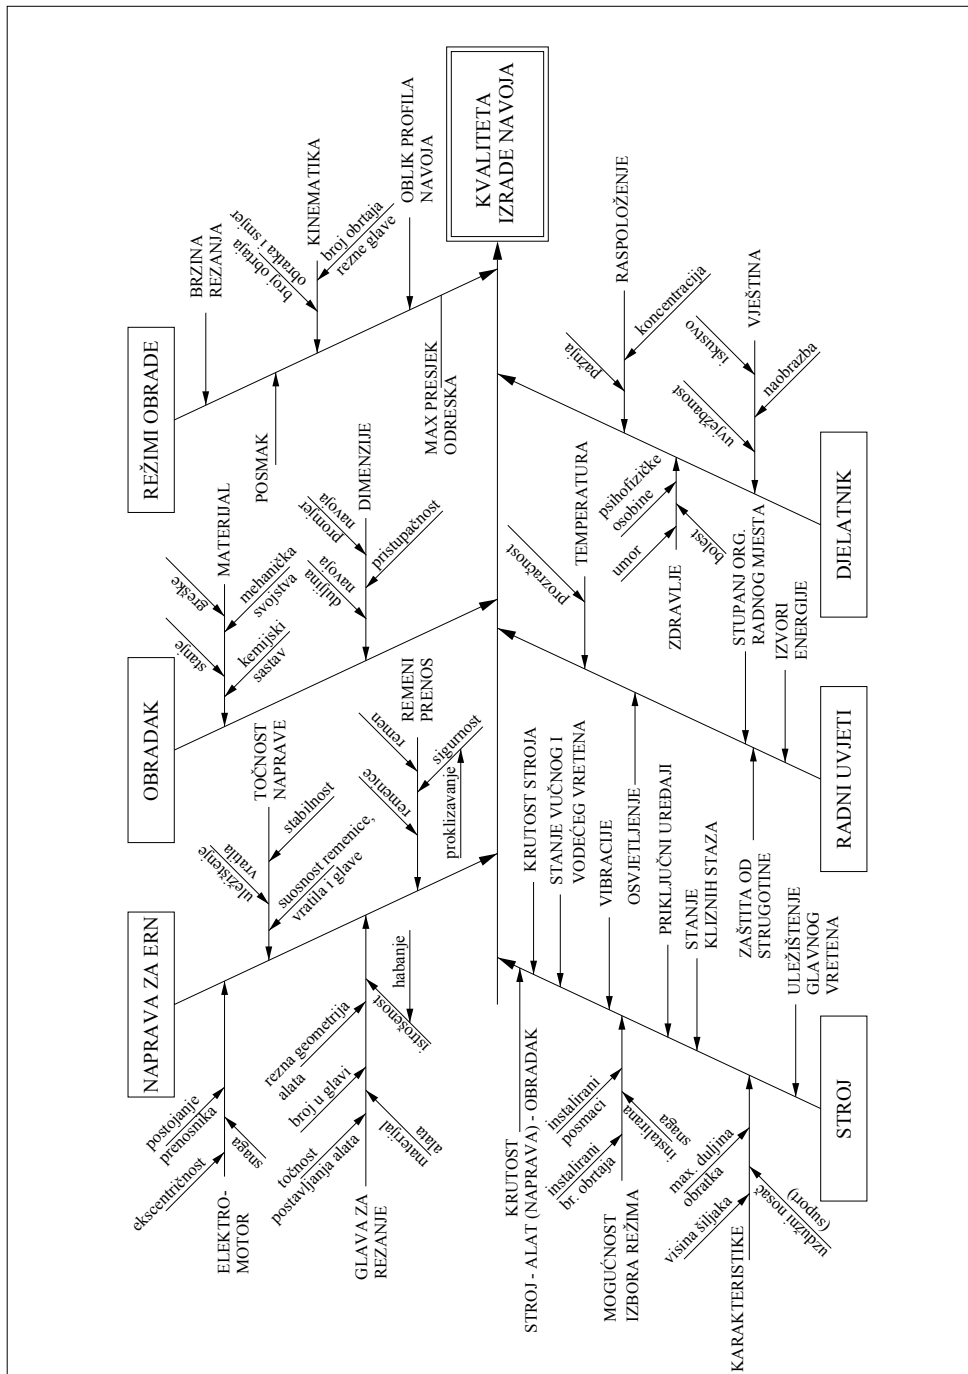 NAPRAVA ZA ERN
OBRADAK
REŽIMI OBRADE
ekscentričnost
postojanje
prenosnika
snaga
ELEKTRO-
MOTOR
uležištenje
vratila
stabilnost
suosnost remenice,
vratila i glave
TOČNOST
NAPRAVE
točnost
postavljanja alata
broj u glavi
rezna geometrija
alata
materijal
alata
istrošenost
habanje
GLAVA ZA
REZANJE
remenice
remen
sigurnost
proklizavanje
REMENI
PRENOS
stanje
greške
kemijski
sastav
mehanička
svojstva
MATERIJAL
duljina
navoja
promjer
navoja
pristupačnost
DIMENZIJE
BRZINA
REZANJA
POSMAK
broj obrtaja
obratka i smjer
broj obrtaja
rezne glave
KINEMATIKA
OBLIK PROFILA
NAVOJA
MAX PRESJEK
ODRESKA
KVALITETA
IZRADE NAVOJA
KRUTOST
STROJ - ALAT (NAPRAVA) - OBRADAK
KRUTOST STROJA
STANJE VUČNOG I
VODEĆEG VRETENA
VIBRACIJE
instalirani
br. obrtaja
instalirani
posmaci
instalirana
snaga
MOGUĆNOST
IZBORA REŽIMA
PRIKLJUČNI UREĐAJI
STANJE
KLIZNIH STAZA
visina šiljaka
max. duljina
obratka
uzdužni nosač
(suport)
KARAKTERISTIKE
ULEŽIŠTENJE
GLAVNOG
VRETENA
STROJ
prozračnost
TEMPERATURA
OSVJETLJENJE
STUPANJ ORG.
RADNOG MJESTA
ZAŠTITA OD
STRUGOTINE
IZVORI
ENERGIJE
RADNI UVJETI
pažnja
koncentracija
RASPOLOŽENJE
umor
psihofizičke
osobine
bolest
ZDRAVLJE
uvježbanost
iskustvo
naobrazba
VJEŠTINA
DJELATNIK